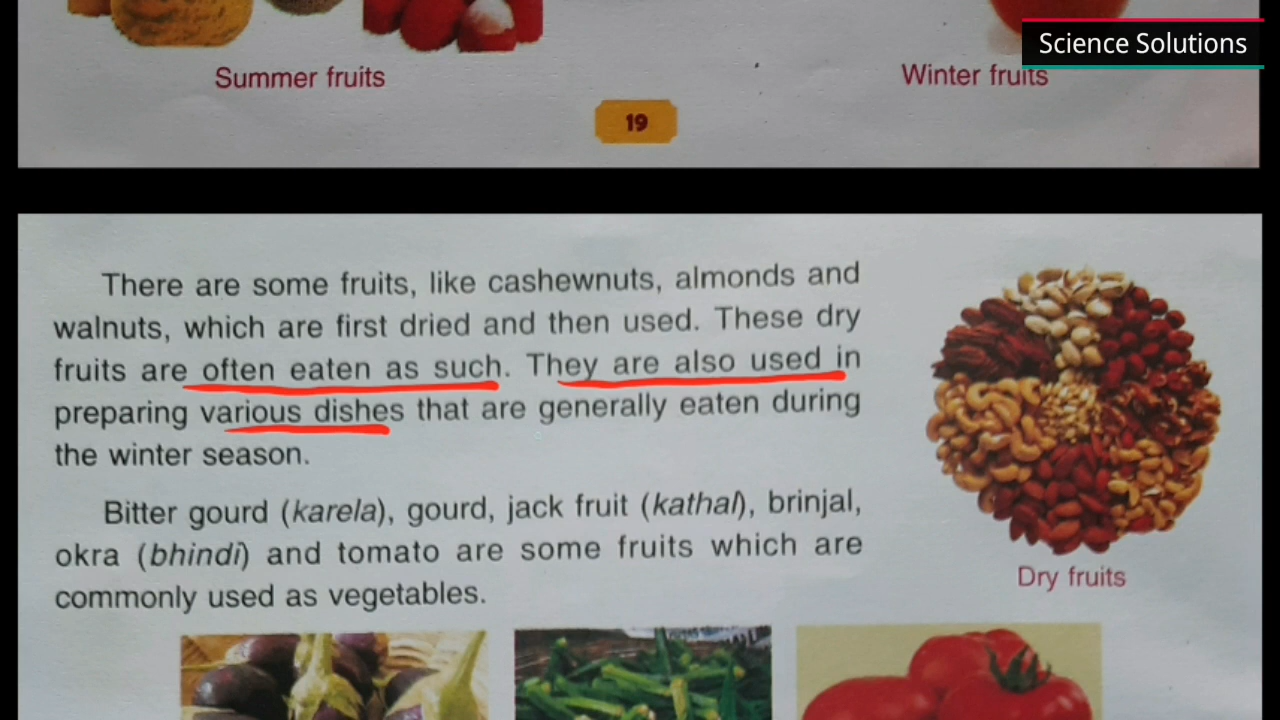 Science Solutions
Summer fruits
Winter fruits
19
There are some fruits, like cashewnuts, almonds and
walnuts, which are first dried and then used. These dry
fruits are often eaten as such. They are also used in
preparing various dishes that are generally eaten during
the winter season.
Dry fruits
Bitter gourd (karela), gourd, jack fruit (kathal), brinjal,
okra (bhindi) and tomato are some fruits which are
commonly used as vegetables.